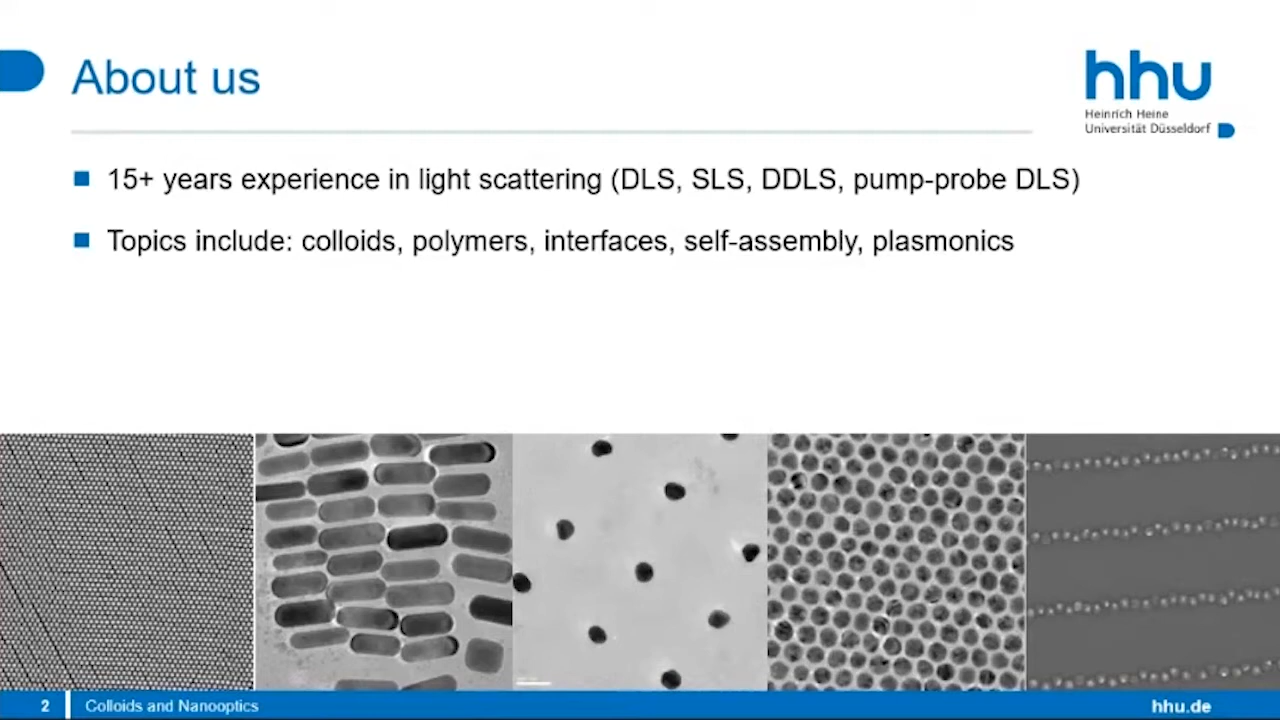 About us
hhu
Heinrich Heine
Universität Düsseldorf
15+ years experience in light scattering (DLS, SLS, DDLS, pump-probe DLS)
Topics include: colloids, polymers, interfaces, self-assembly, plasmonics
2 Colloids and Nanooptics hhu.de